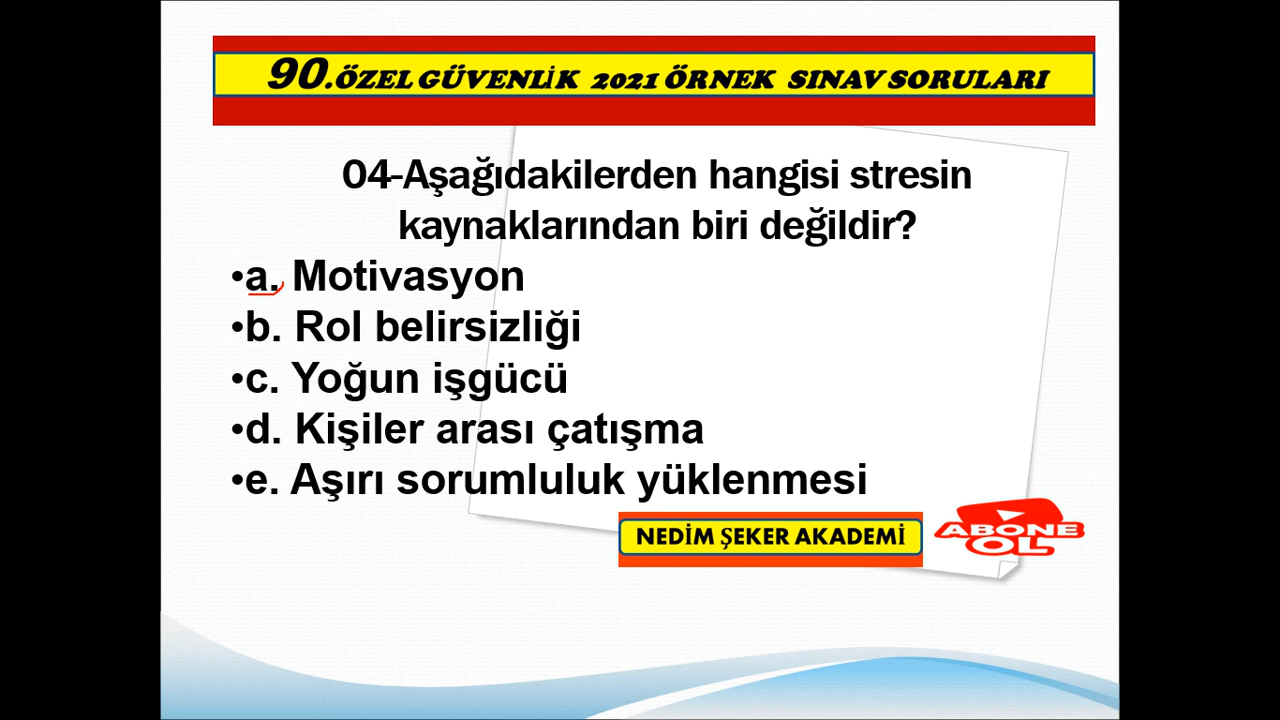 90.ÖZEL GÜVENLİK 2021 ÖRNEK SINAV SORULARI
04-Aşağıdakilerden hangisi stresin
kaynaklarından biri değildir?
•a. Motivasyon
•b. Rol belirsizliği
•c. Yoğun işgücü
•d. Kişiler arası çatışma
•e. Aşırı sorumluluk yüklenmesi
NEDİM ŞEKER AKADEMİ
ABONE
OL